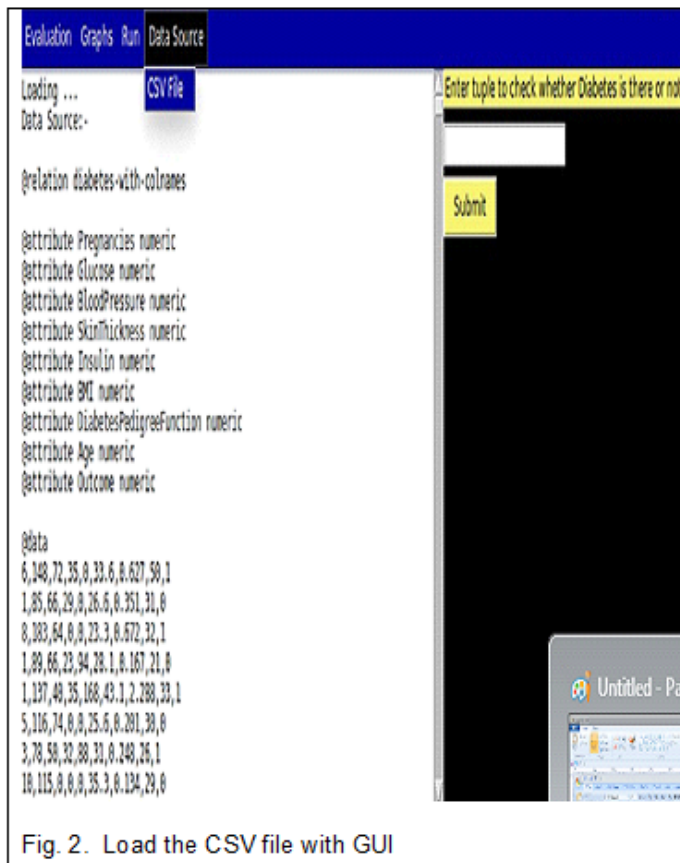 Evaluation Graphs Run Data Source
CSV File
Loading ...
Data Source:-
@relation diabetes-with-colnames
@attribute Pregnancies numeric
@attribute Glucose numeric
@attribute BloodPressure numeric
@attribute SkinThickness numeric
@attribute Insulin numeric
@attribute BMI numeric
@attribute DiabetesPedigreeFunction numeric
@attribute Age numeric
@attribute Outcome numeric
@data
6,148,72,35,0,33.6,0.627,50,1
1,85,66,29,0,26.6,0.351,31,0
8,183,64,0,0,23.3,0.672,32,1
1,89,66,23,94,28.1,0.167,21,0
1,137,40,35,168,43.1,2.288,33,1
5,116,74,0,0,25.6,0.201,30,0
3,78,50,32,88,31,0.248,26,1
10,115,0,0,0,35.3,0.134,29,0
Enter tuple to check whether Diabetes is there or not
Submit
Untitled - Pa
Fig. 2. Load the CSV file with GUI